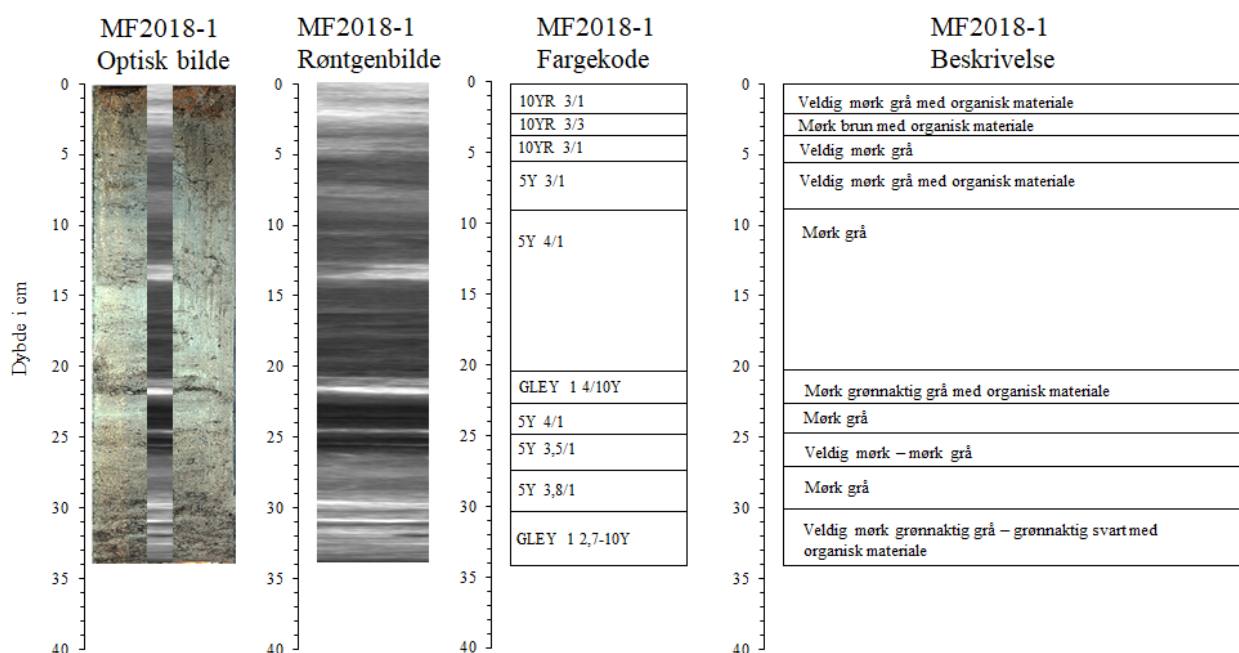 MF2018-1
Optisk bilde
MF2018-1
Røntgenbilde
MF2018-1
Fargekode
MF2018-1
Beskrivelse
Dybde i cm
0
5
10
15
20
25
30
35
40
0
5
10
15
20
25
30
35
40
0
5
10
15
20
25
30
35
40
10YR 3/1
10YR 3/3
10YR 3/1
5Y 3/1
5Y 4/1
GLEY 1 4/10Y
5Y 4/1
5Y 3,5/1
5Y 3,8/1
GLEY 1 2,7-10Y
0
5
10
15
20
25
30
35
40
Veldig mørk grå med organisk materiale
Mørk brun med organisk materiale
Veldig mørk grå
Veldig mørk grå med organisk materiale
Mørk grå
Mørk grønnaktig grå med organisk materiale
Mørk grå
Veldig mørk – mørk grå
Mørk grå
Veldig mørk grønnaktig grå – grønnaktig svart med
organisk materiale